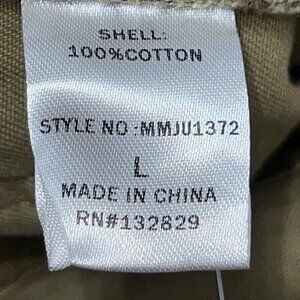 SHELL:
100%COTTON
STYLE NO :MMJU1372
L
MADE IN CHINA
RN#132829